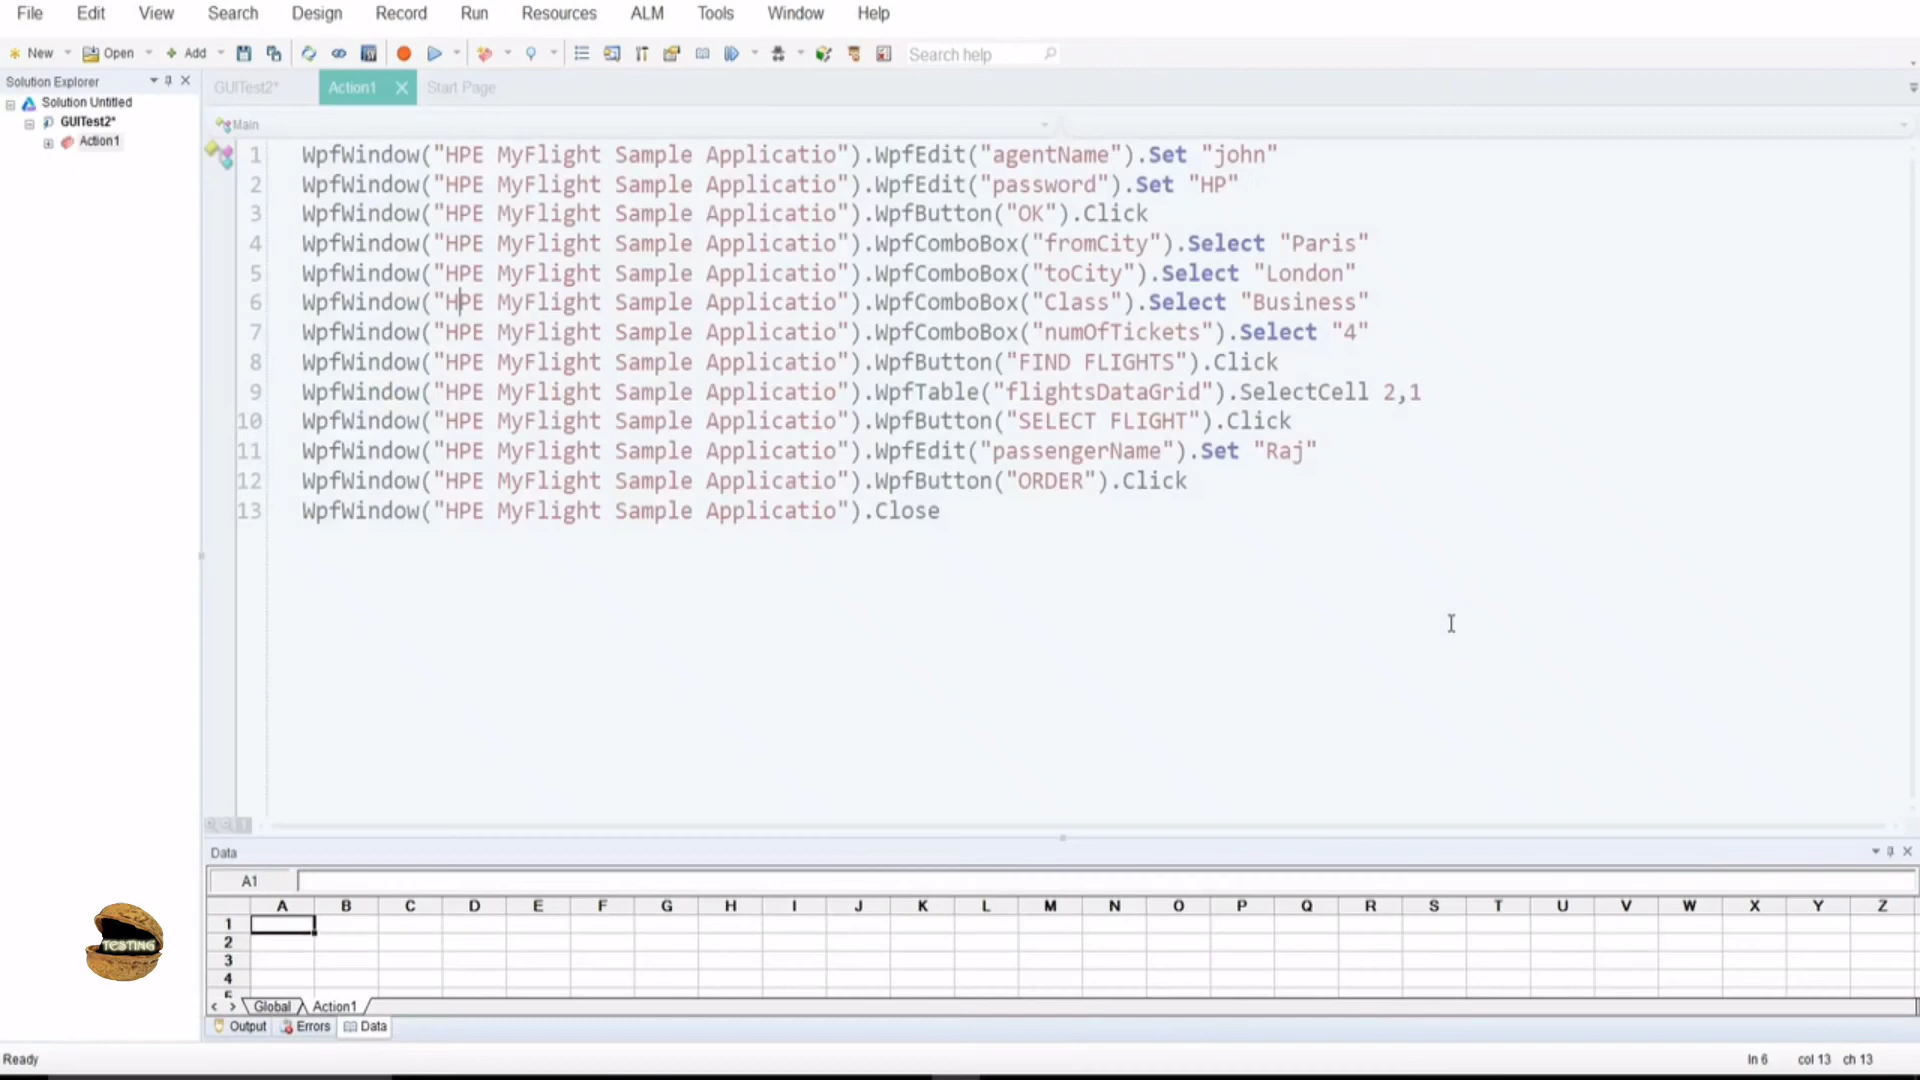 File Edit View Search Design Record Run Resources ALM Tools Window Help
New Open Add Search help
Solution Explorer
GUITest2* Action1 Start Page
Solution Untitled
GUITest2*
Action1
Main
1 WpfWindow("HPE MyFlight Sample Applicatio").WpfEdit("agentName").Set "john"
2 WpfWindow("HPE MyFlight Sample Applicatio").WpfEdit("password").Set "HP"
3 WpfWindow("HPE MyFlight Sample Applicatio").WpfButton("OK").Click
4 WpfWindow("HPE MyFlight Sample Applicatio").WpfComboBox("fromCity").Select "Paris"
5 WpfWindow("HPE MyFlight Sample Applicatio").WpfComboBox("toCity").Select "London"
6 WpfWindow("HPE MyFlight Sample Applicatio").WpfComboBox("Class").Select "Business"
7 WpfWindow("HPE MyFlight Sample Applicatio").WpfComboBox("numOfTickets").Select "4"
8 WpfWindow("HPE MyFlight Sample Applicatio").WpfButton("FIND FLIGHTS").Click
9 WpfWindow("HPE MyFlight Sample Applicatio").WpfTable("flightsDataGrid").SelectCell 2,1
10 WpfWindow("HPE MyFlight Sample Applicatio").WpfButton("SELECT FLIGHT").Click
11 WpfWindow("HPE MyFlight Sample Applicatio").WpfEdit("passengerName").Set "Raj"
12 WpfWindow("HPE MyFlight Sample Applicatio").WpfButton("ORDER").Click
13 WpfWindow("HPE MyFlight Sample Applicatio").Close
Data
A1
A B C D E F G H I J K L M N O P Q R S T U V W X Y Z
1
2
3
4
Global Action1
Output Errors Data
TESTING
Ready ln 6 col 13 ch 13